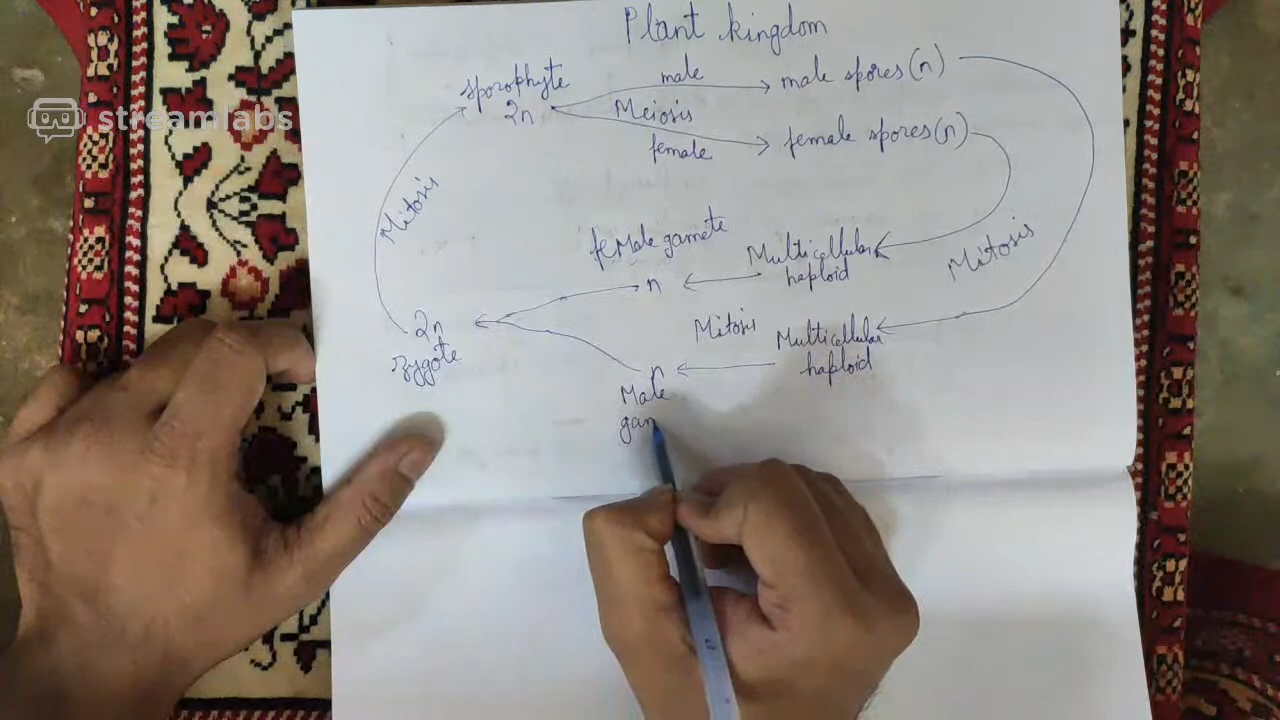 Plant kingdom
streamlabs
sporophyte
2n
male
male spores (n)
Meiosis
female
female spores (n)
Mitosis
female gamete
n
Multicellular
haploid
Mitosis
2n
zygote
Mitosis
Multicellular
haploid
n
Male
gam